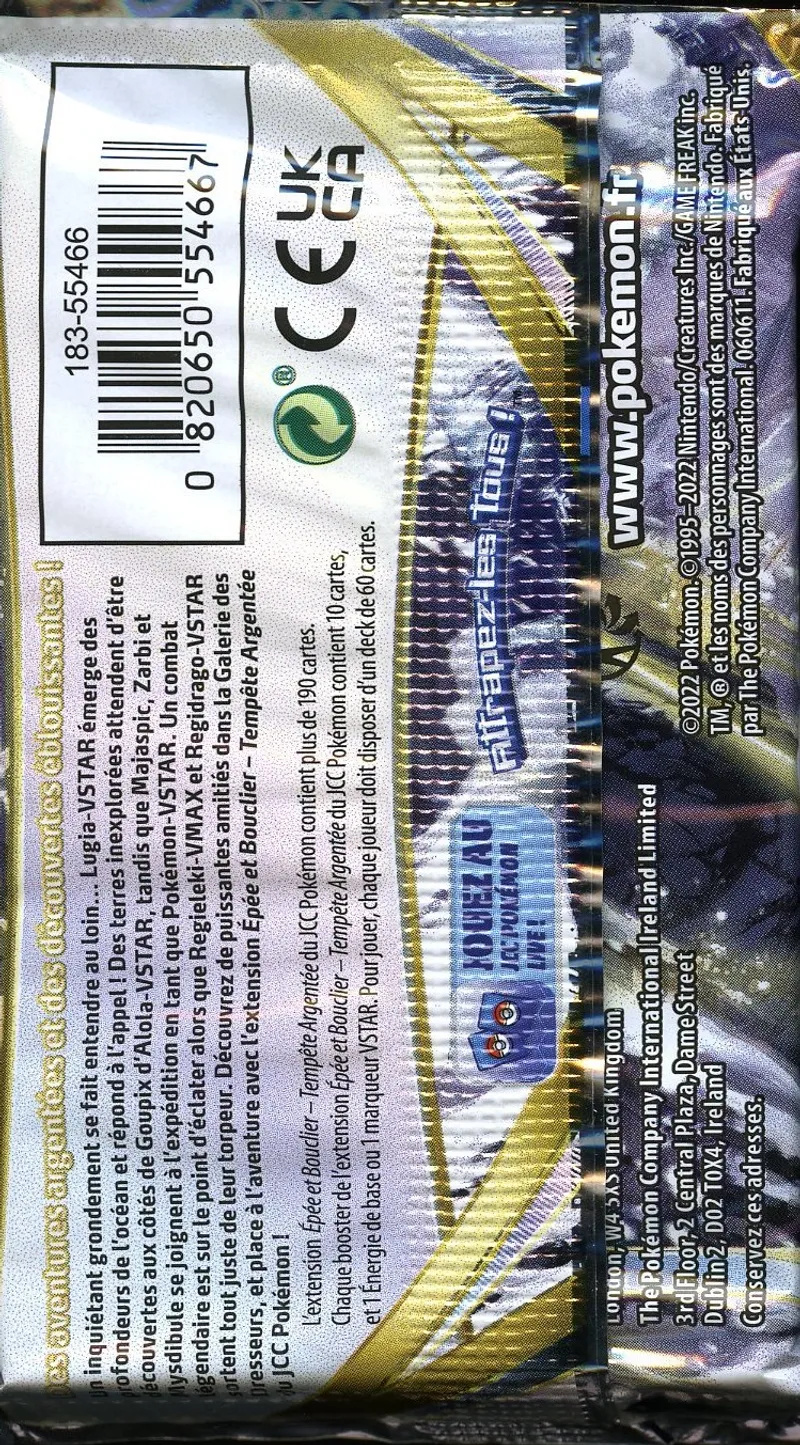 des aventures argentées et des découvertes éblouissantes !
un inquiétant grondement se fait entendre au loin... Lugia-VSTAR émerge des
profondeurs de l'océan et répond à l'appel ! Des terres inexplorées attendent d'être
découvertes aux côtés de Goupix d'Alola-VSTAR, tandis que Majaspic, Zarbi et
Mysdibule se joignent à l'expédition en tant que Pokémon-VSTAR. Un combat
légendaire est sur le point d'éclater alors que Regieleki-VMAX et Regidrago-VSTAR
sortent tout juste de leur torpeur. Découvrez de puissantes amitiés dans la Galerie des
Dresseurs, et place à l'aventure avec l'extension Épée et Bouclier – Tempête Argentée
du JCC Pokémon !
L'extension Épée et Bouclier – Tempête Argentée du JCC Pokémon contient plus de 190 cartes.
Chaque booster de l'extension Épée et Bouclier – Tempête Argentée du JCC Pokémon contient 10 cartes,
et 1 Énergie de base ou 1 marqueur VSTAR. Pour jouer, chaque joueur doit disposer d'un deck de 60 cartes.
183-55466
0 820650 554667
CE UK CA
JOUEZ AU
JCC POKÉMON
LIVE !
Attrapez-les Tous !™
London, W4 5XS United Kingdom
The Pokémon Company International Ireland Limited
3rd Floor, 2 Central Plaza, Dame Street
Dublin 2, D02 T0X4, Ireland
Conservez ces adresses.
www.pokemon.fr
©2022 Pokémon. ©1995–2022 Nintendo/Creatures Inc./GAME FREAK inc.
TM, ® et les noms des personnages sont des marques de Nintendo. Fabriqué
par The Pokémon Company International. 060611. Fabriqué aux États-Unis.